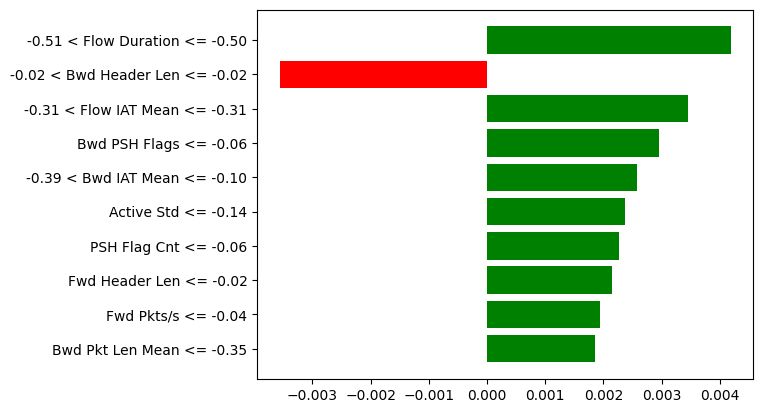 -0.51 < Flow Duration <= -0.50
-0.02 < Bwd Header Len <= -0.02
-0.31 < Flow IAT Mean <= -0.31
Bwd PSH Flags <= -0.06
-0.39 < Bwd IAT Mean <= -0.10
Active Std <= -0.14
PSH Flag Cnt <= -0.06
Fwd Header Len <= -0.02
Fwd Pkts/s <= -0.04
Bwd Pkt Len Mean <= -0.35
−0.003 −0.002 −0.001 0.000 0.001 0.002 0.003 0.004